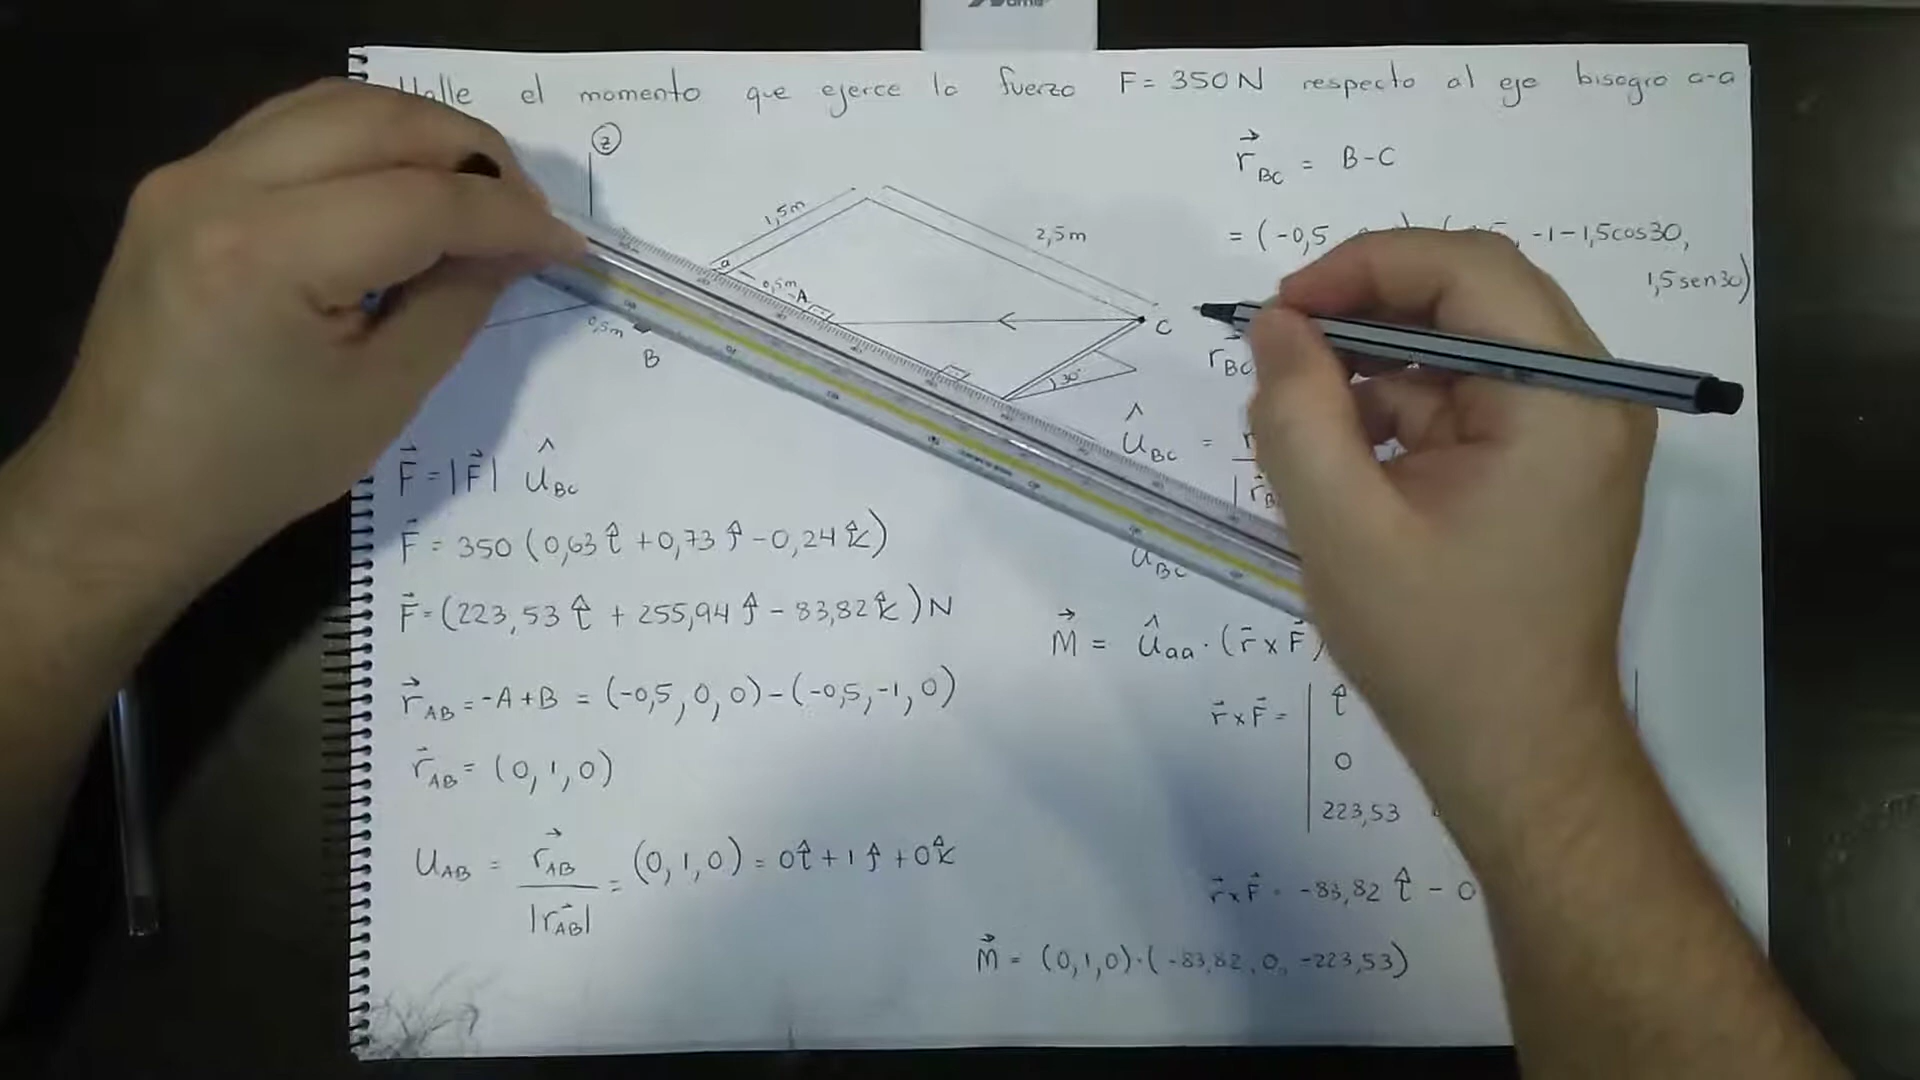 Halle el momento que ejerce la fuerza F = 350 N respecto al eje bisagra a-a
z
1,5m
2,5m
a
0,5m
A
C
0,5m
B
30°
r⃗BC = B-C
= (-0,5
, -1-1,5cos30,
1,5sen30)
rBC
ûBC =
uBC
F⃗ = |F⃗| ûBC
F⃗ = 350 (0,63 î + 0,73 ĵ - 0,24 k̂)
F⃗ = (223,53 î + 255,94 ĵ - 83,82 k̂) N
r⃗AB = -A+B = (-0,5, 0, 0) - (-0,5, -1, 0)
r⃗AB = (0, 1, 0)
UAB = r⃗AB / |r⃗AB| = (0, 1, 0) = 0î + 1ĵ + 0k̂
M⃗ = ûaa · (r⃗ x F⃗)
r⃗ x F⃗ = | î
0
223,53
r⃗ x F⃗ = -83,82 î - 0
M⃗ = (0,1,0)·(-83,82, 0, -223,53)